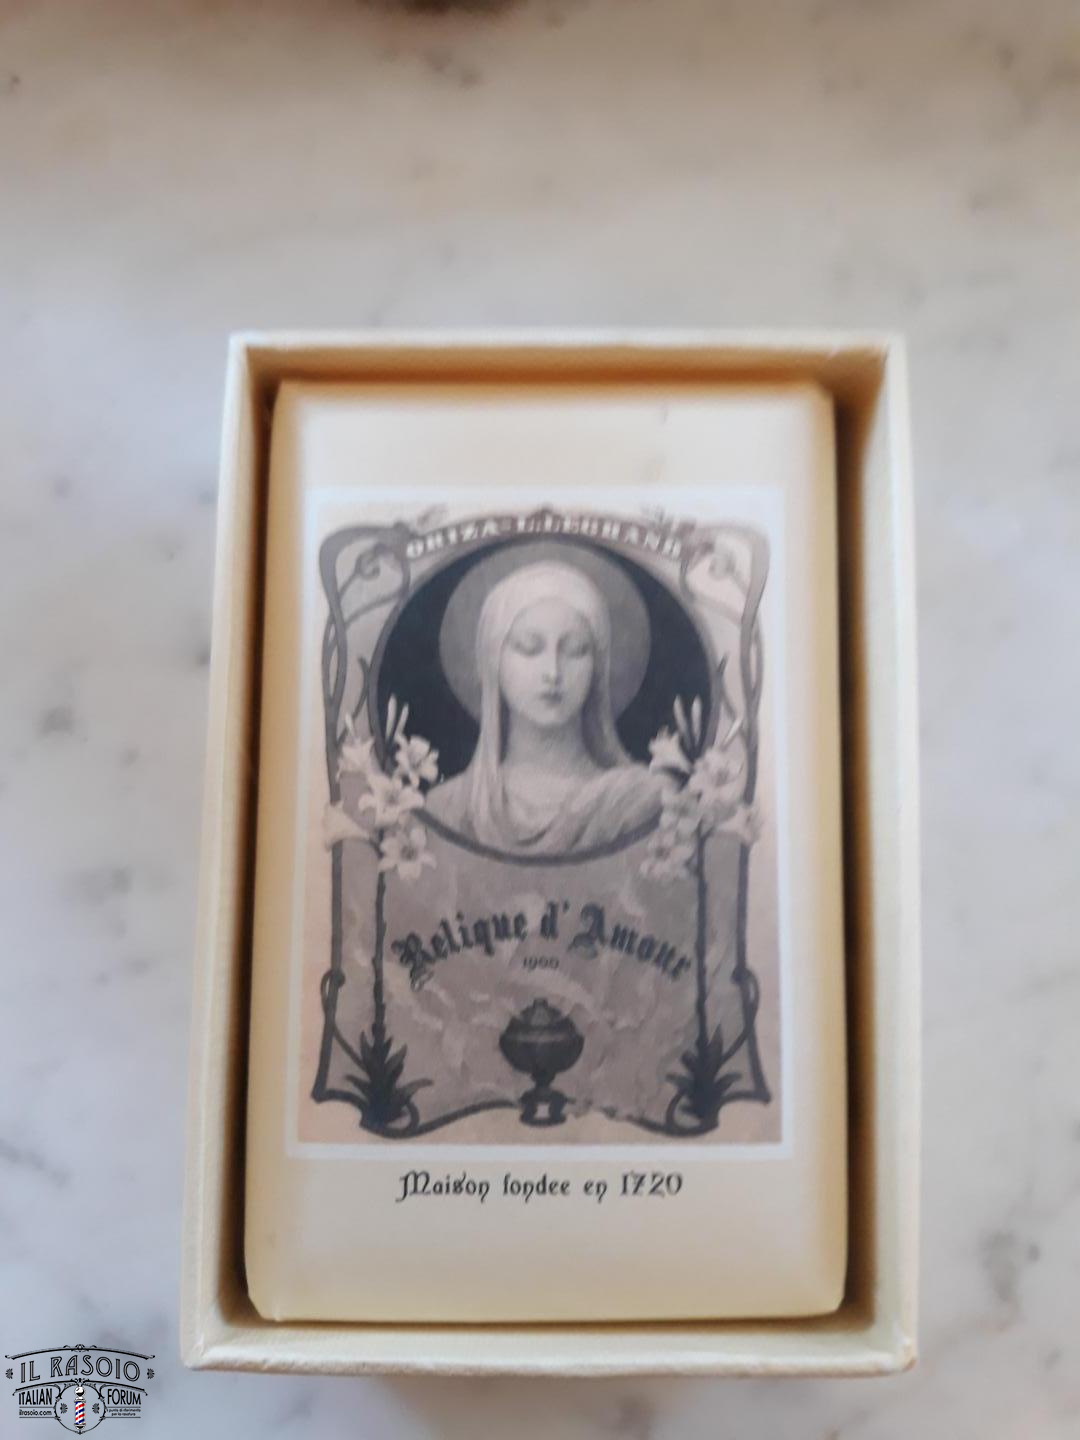 ORIZA L. LEGRAND
Relique d' Amour
1900
Maison fondee en 1720
IL RASOIO
ITALIAN FORUM
ilrasoio.com